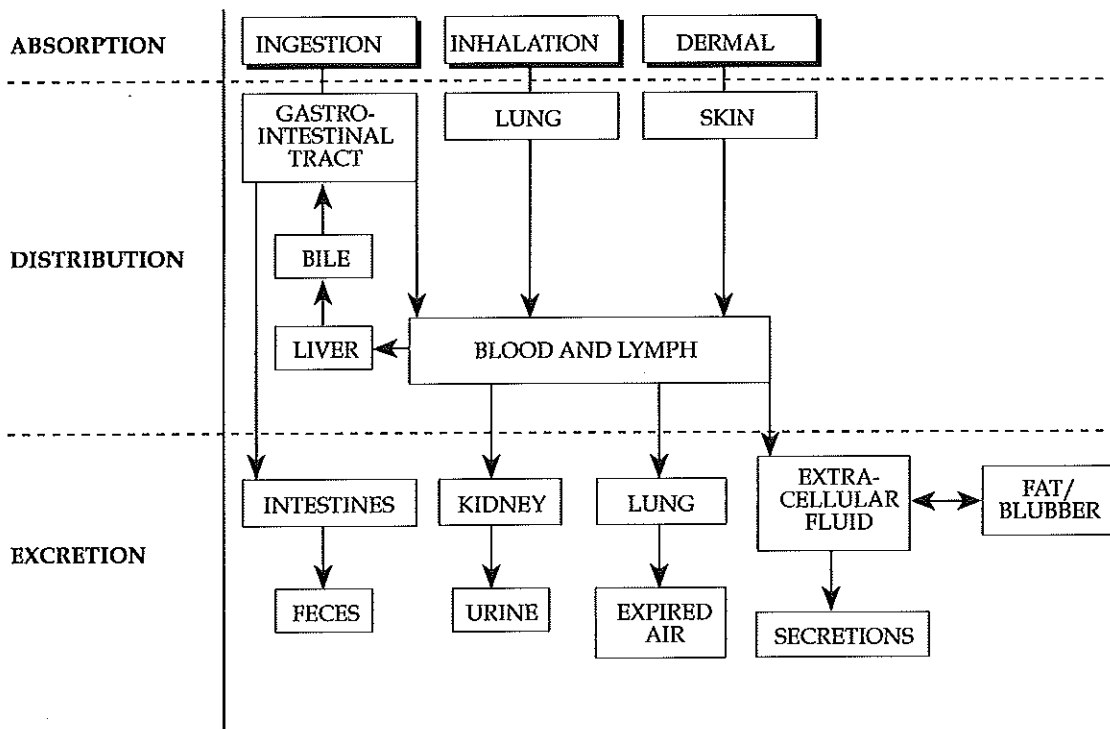 ABSORPTION
INGESTION
INHALATION
DERMAL
GASTRO-
INTESTINAL
TRACT
LUNG
SKIN
DISTRIBUTION
BILE
LIVER
BLOOD AND LYMPH
EXCRETION
INTESTINES
KIDNEY
LUNG
EXTRA-
CELLULAR
FLUID
FAT/
BLUBBER
FECES
URINE
EXPIRED
AIR
SECRETIONS